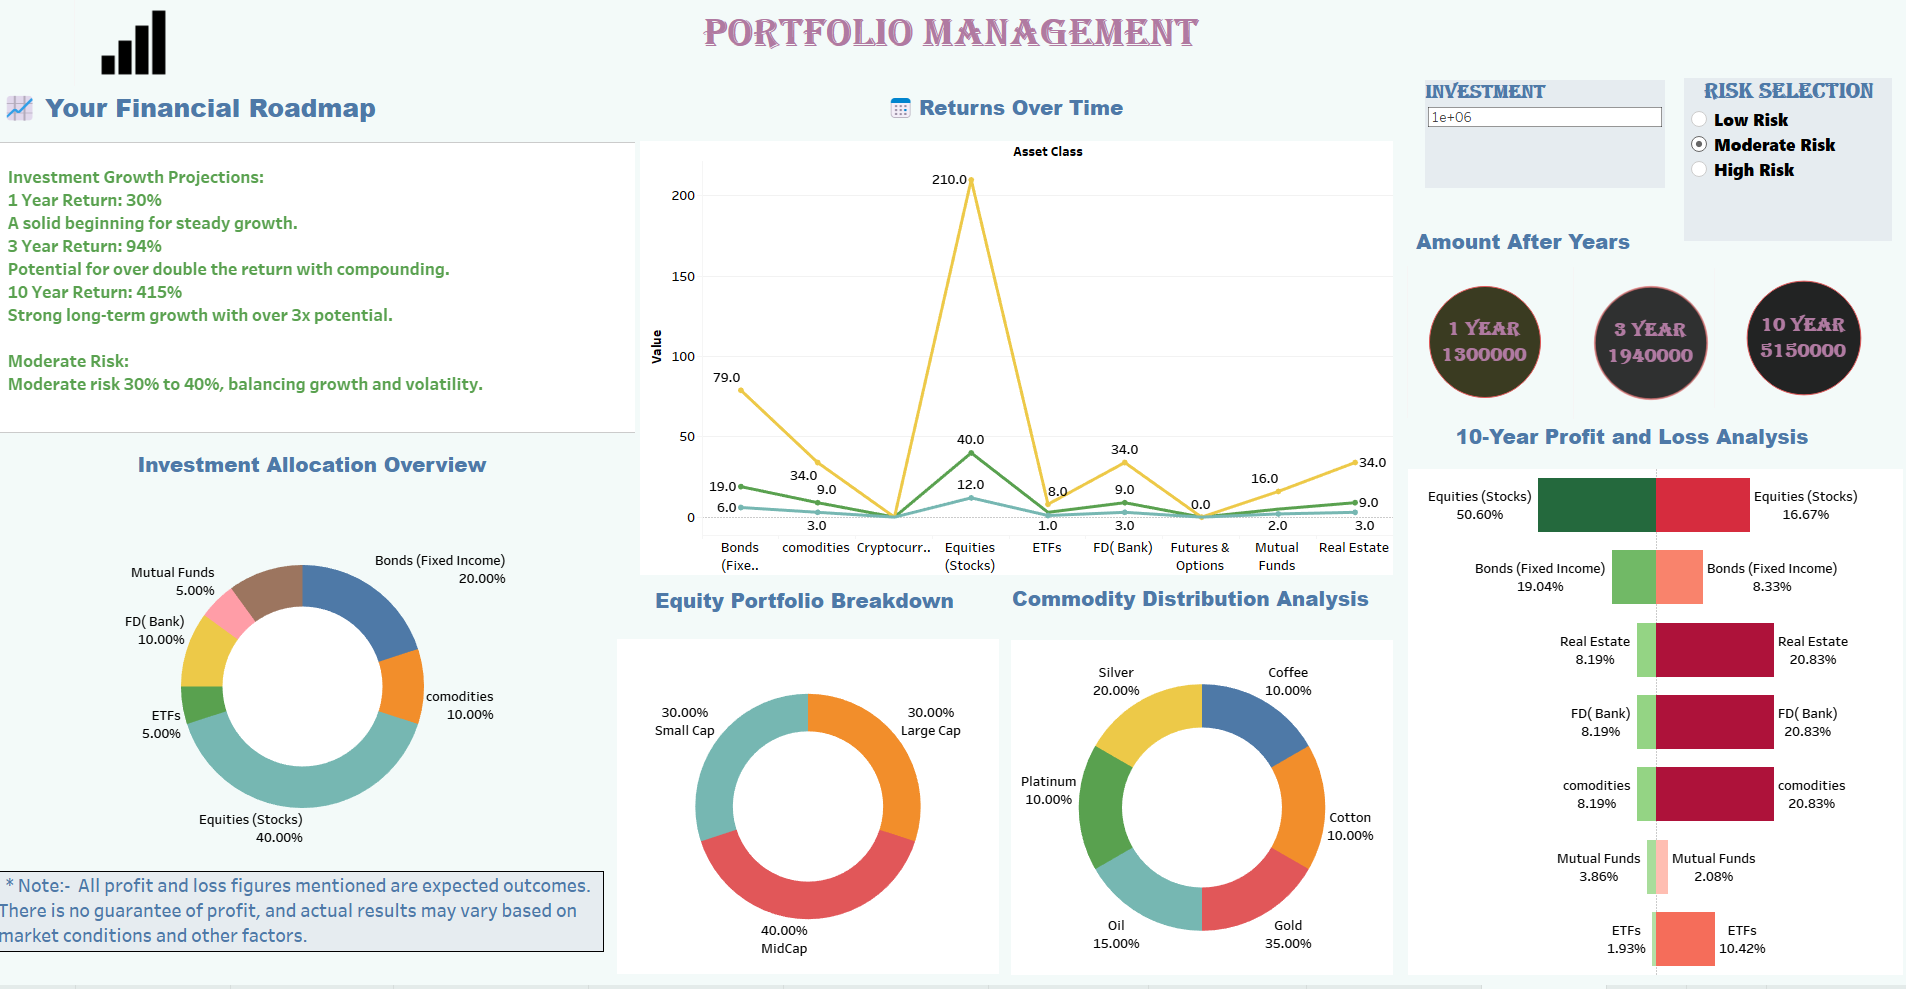 PORTFOLIO MANAGEMENT
Your Financial Roadmap
Investment Growth Projections:
1 Year Return: 30%
A solid beginning for steady growth.
3 Year Return: 94%
Potential for over double the return with compounding.
10 Year Return: 415%
Strong long-term growth with over 3x potential.
Moderate Risk:
Moderate risk 30% to 40%, balancing growth and volatility.
Returns Over Time
Asset Class
Value
200
150
100
50
0
210.0
79.0
40.0
34.0
34.0
34.0
19.0
9.0
12.0
8.0
9.0
16.0
9.0
6.0
0.0
3.0
1.0
3.0
2.0
3.0
Bonds
(Fixe..
comodities
Cryptocurr..
Equities
(Stocks)
ETFs
FD( Bank)
Futures &
Options
Mutual
Funds
Real Estate
INVESTMENT
1e+06
RISK SELECTION
Low Risk
Moderate Risk
High Risk
Amount After Years
1 YEAR
1300000
3 YEAR
1940000
10 YEAR
5150000
Investment Allocation Overview
Bonds (Fixed Income)
20.00%
Mutual Funds
5.00%
FD( Bank)
10.00%
comodities
10.00%
ETFs
5.00%
Equities (Stocks)
40.00%
* Note:-  All profit and loss figures mentioned are expected outcomes.
There is no guarantee of profit, and actual results may vary based on
market conditions and other factors.
Equity Portfolio Breakdown
30.00%
Small Cap
30.00%
Large Cap
40.00%
MidCap
Commodity Distribution Analysis
Silver
20.00%
Coffee
10.00%
Platinum
10.00%
Cotton
10.00%
Oil
15.00%
Gold
35.00%
10-Year Profit and Loss Analysis
Equities (Stocks)
50.60%
Equities (Stocks)
16.67%
Bonds (Fixed Income)
19.04%
Bonds (Fixed Income)
8.33%
Real Estate
8.19%
Real Estate
20.83%
FD( Bank)
8.19%
FD( Bank)
20.83%
comodities
8.19%
comodities
20.83%
Mutual Funds
3.86%
Mutual Funds
2.08%
ETFs
1.93%
ETFs
10.42%